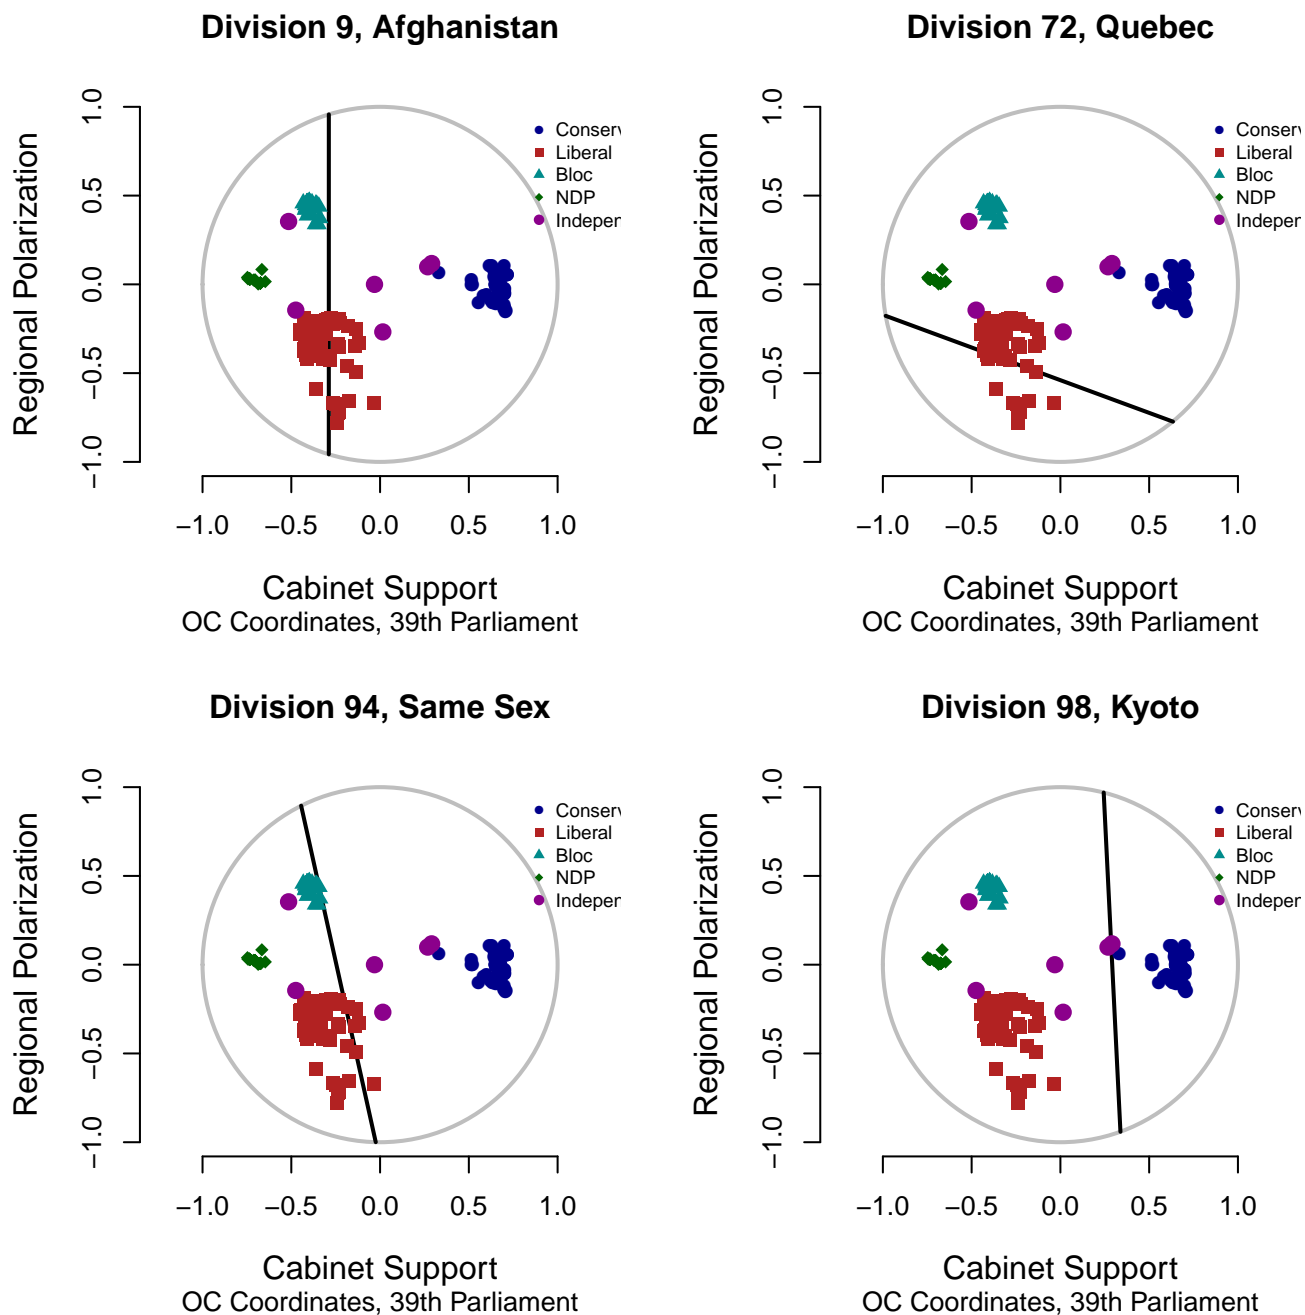 Division 9, Afghanistan
Regional Polarization
1.0
0.5
0.0
−0.5
−1.0
Conserv
Liberal
Bloc
NDP
Indepen
−1.0 −0.5 0.0 0.5 1.0
Cabinet Support
OC Coordinates, 39th Parliament
Division 72, Quebec
Regional Polarization
1.0
0.5
0.0
−0.5
−1.0
Conserv
Liberal
Bloc
NDP
Indepen
−1.0 −0.5 0.0 0.5 1.0
Cabinet Support
OC Coordinates, 39th Parliament
Division 94, Same Sex
Regional Polarization
1.0
0.5
0.0
−0.5
−1.0
Conserv
Liberal
Bloc
NDP
Indepen
−1.0 −0.5 0.0 0.5 1.0
Cabinet Support
OC Coordinates, 39th Parliament
Division 98, Kyoto
Regional Polarization
1.0
0.5
0.0
−0.5
−1.0
Conserv
Liberal
Bloc
NDP
Indepen
−1.0 −0.5 0.0 0.5 1.0
Cabinet Support
OC Coordinates, 39th Parliament